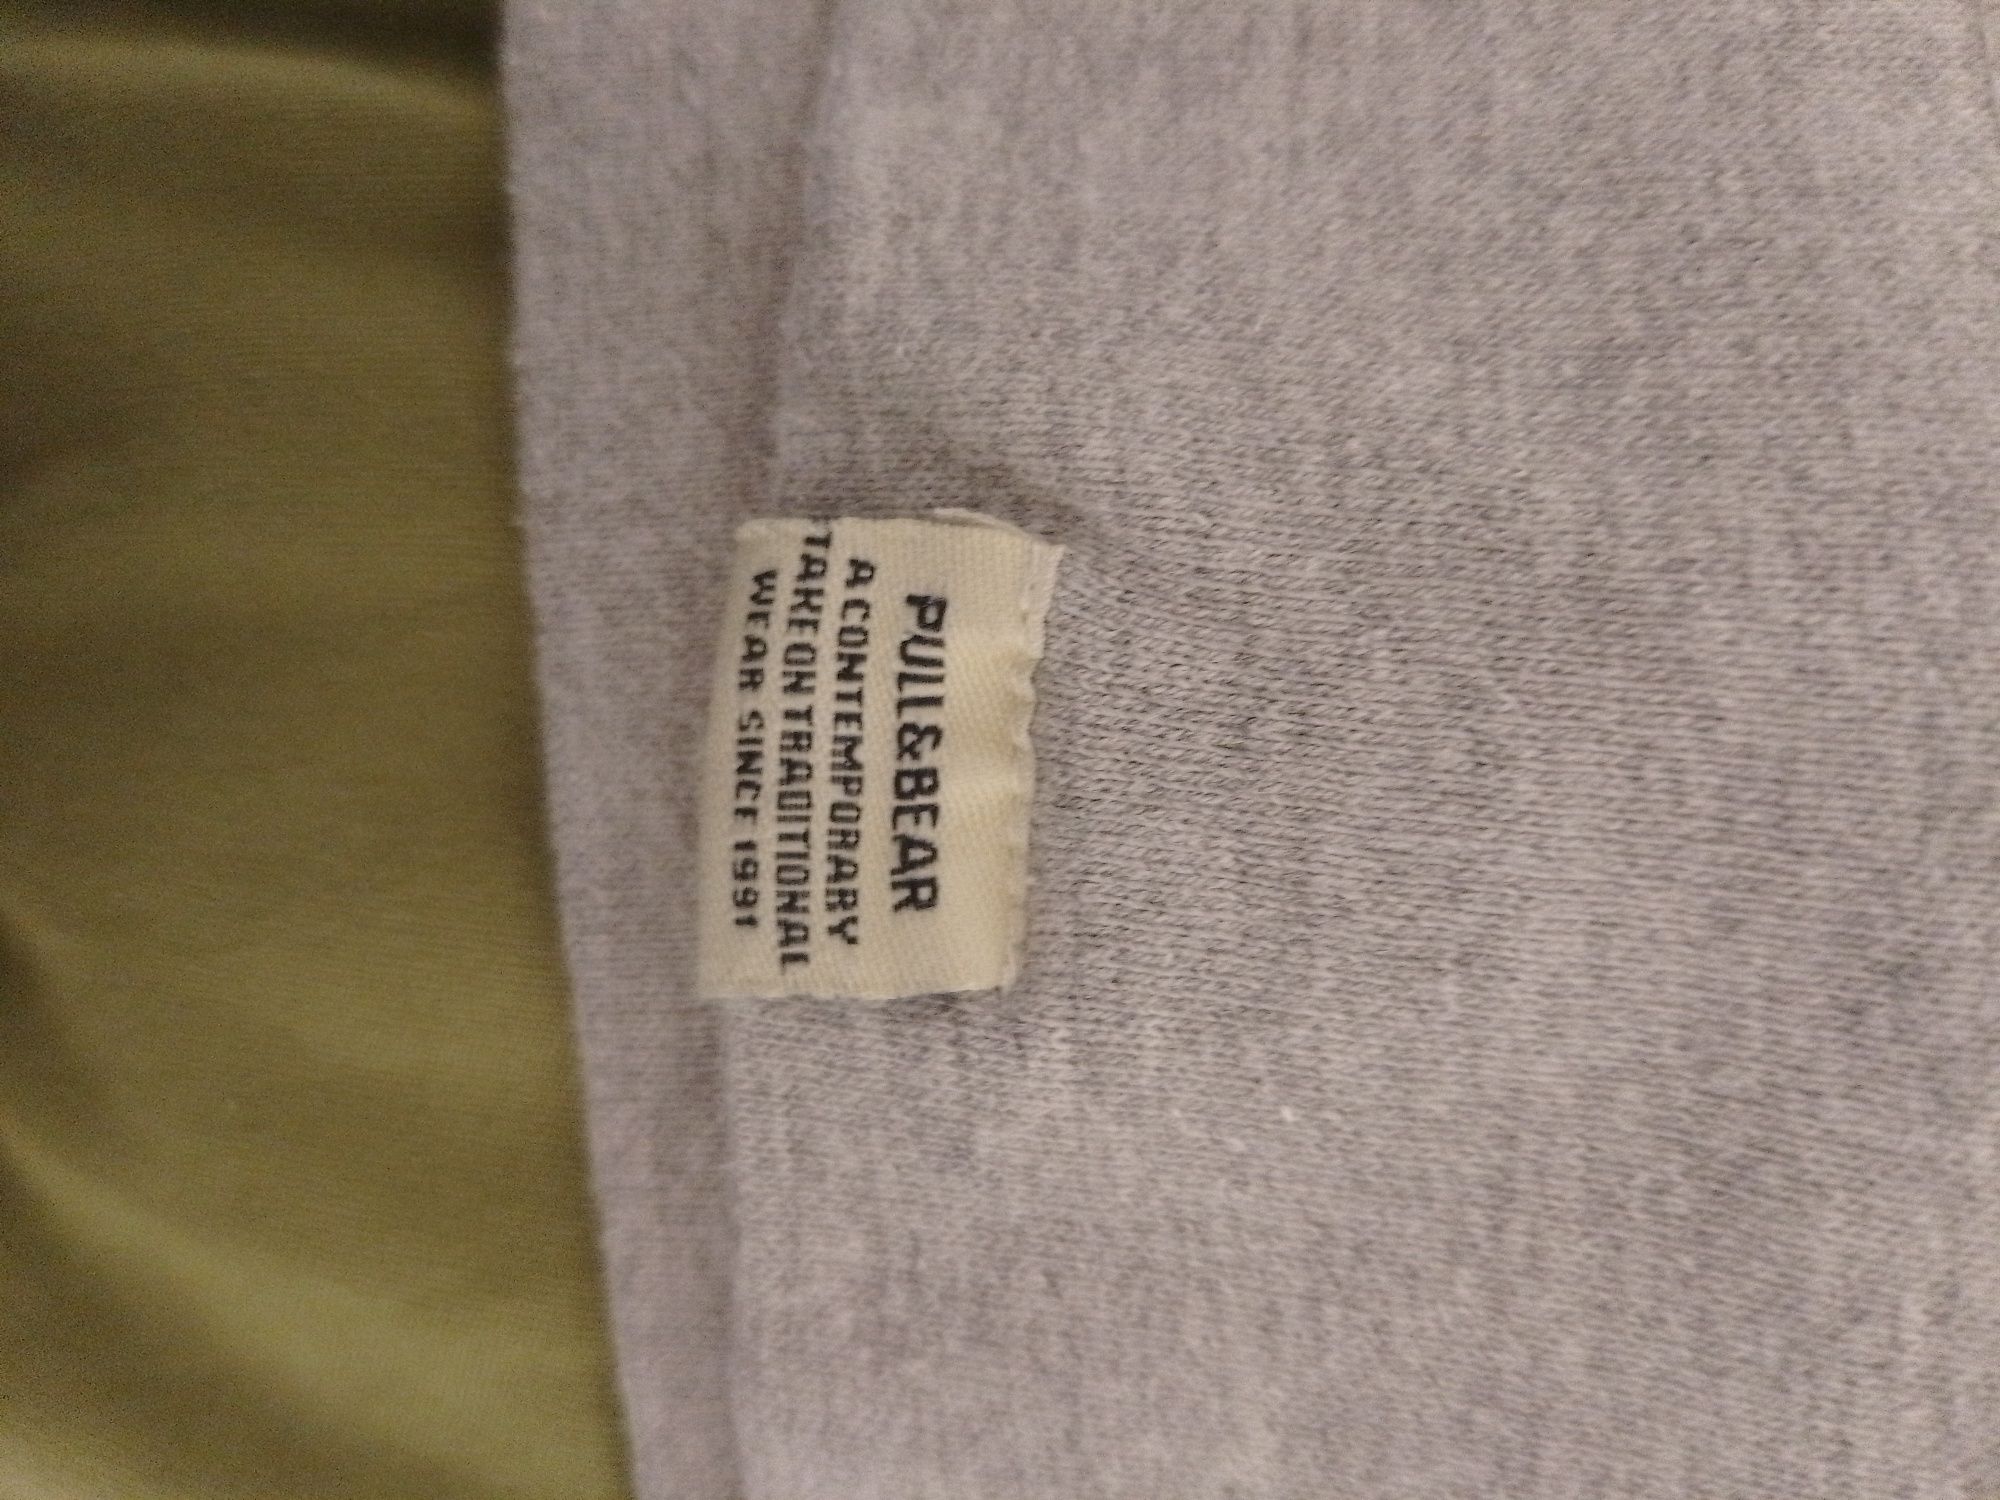 PULL&BEAR
A CONTEMPORARY
TAKE ON TRADITIONAL
WEAR SINCE 1991